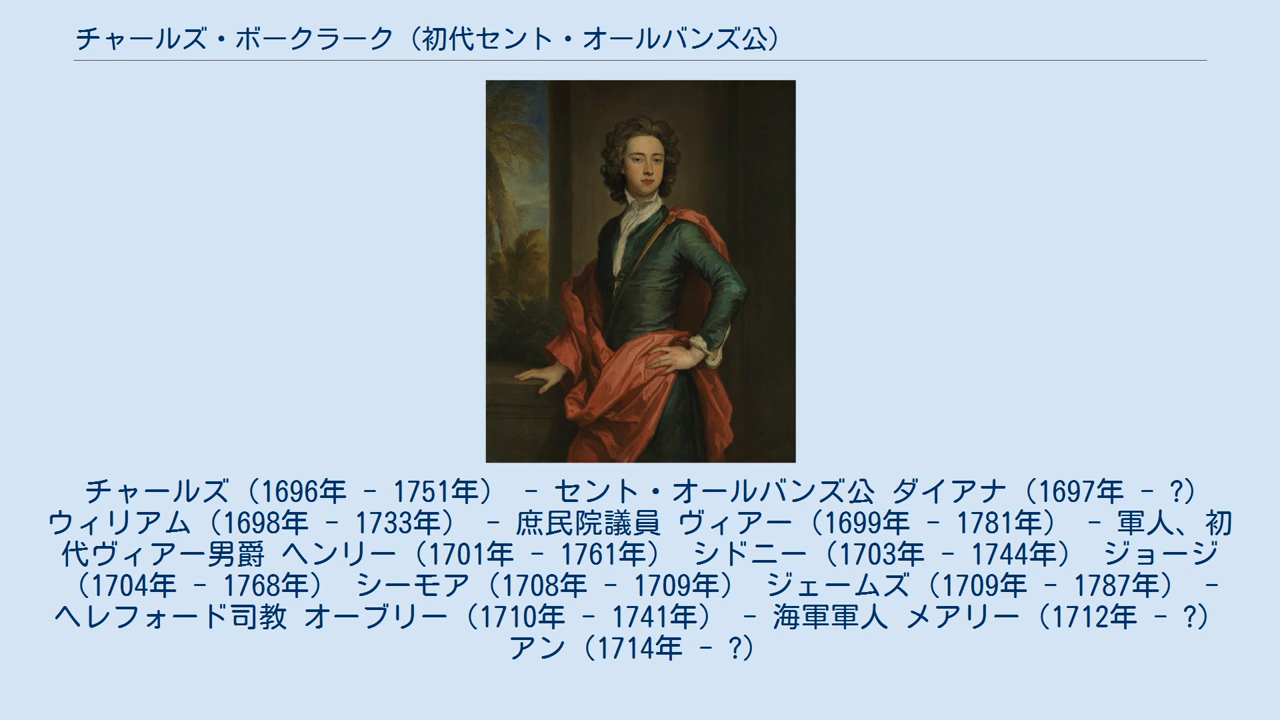 チャールズ・ボークラーク（初代セント・オールバンズ公）
チャールズ（1696年 - 1751年） - セント・オールバンズ公 ダイアナ（1697年 - ?）
ウィリアム（1698年 - 1733年） - 庶民院議員 ヴィアー（1699年 - 1781年） - 軍人、初
代ヴィアー男爵 ヘンリー（1701年 - 1761年） シドニー（1703年 - 1744年） ジョージ
（1704年 - 1768年） シーモア（1708年 - 1709年） ジェームズ（1709年 - 1787年） -
ヘレフォード司教 オーブリー（1710年 - 1741年） - 海軍軍人 メアリー（1712年 - ?）
アン（1714年 - ?）